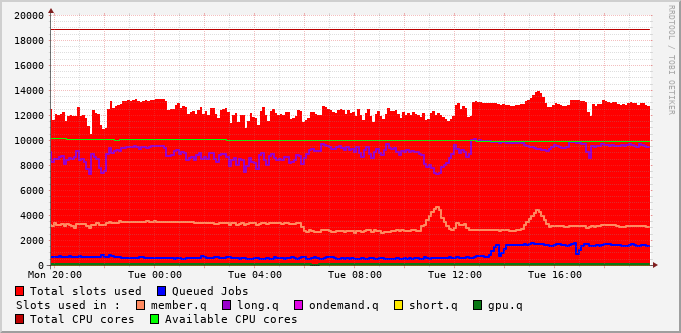 20000
18000
16000
14000
12000
10000
8000
6000
4000
2000
0
Mon 20:00 Tue 00:00 Tue 04:00 Tue 08:00 Tue 12:00 Tue 16:00
RRDTOOL / TOBI OETIKER
Total slots used Queued Jobs
Slots used in : member.q long.q ondemand.q short.q gpu.q
Total CPU cores Available CPU cores